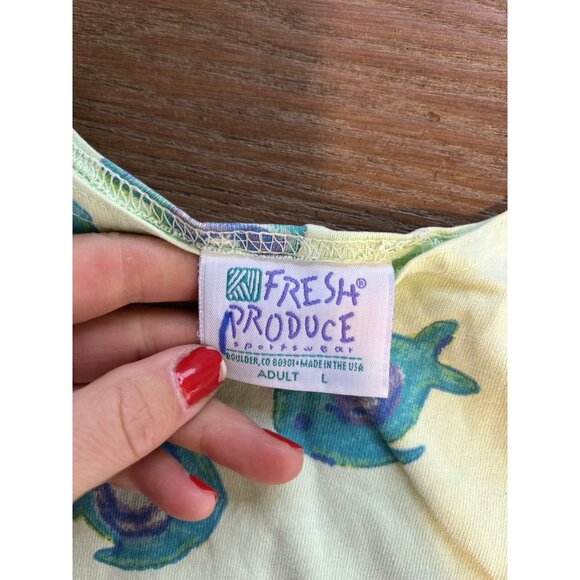 FRESH®
PRODUCE
sportswear
BOULDER, CO 80301 • MADE IN THE USA
ADULT L